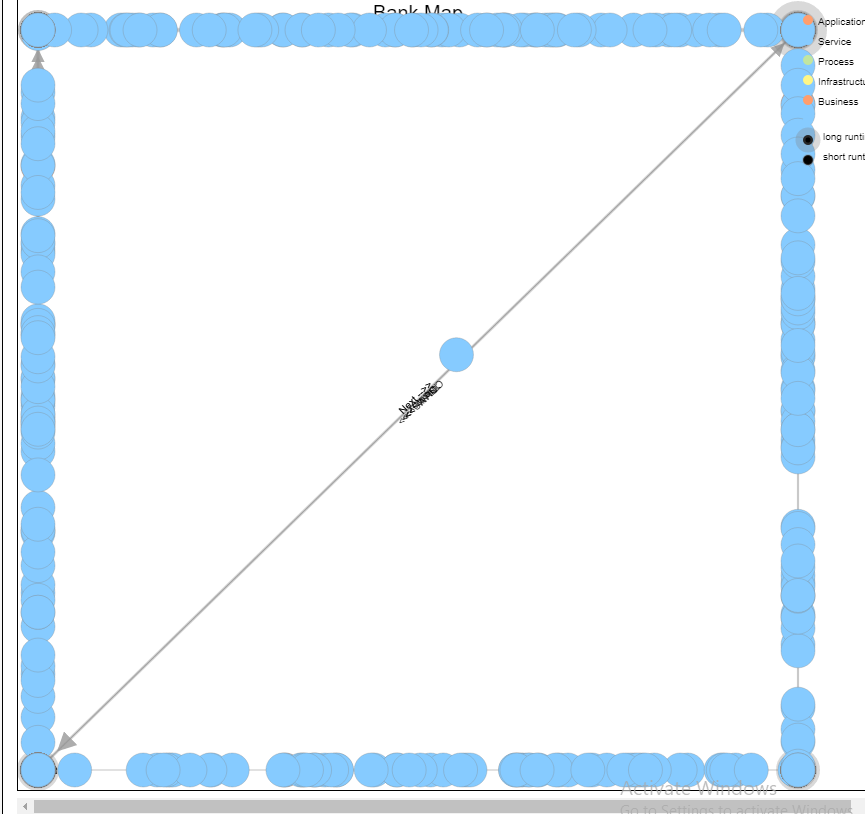 Bank Map
Application
Service
Process
Infrastructu
Business
long runti
short runt
Next ->>
Activate Windows
Go to Settings to activate Windows.